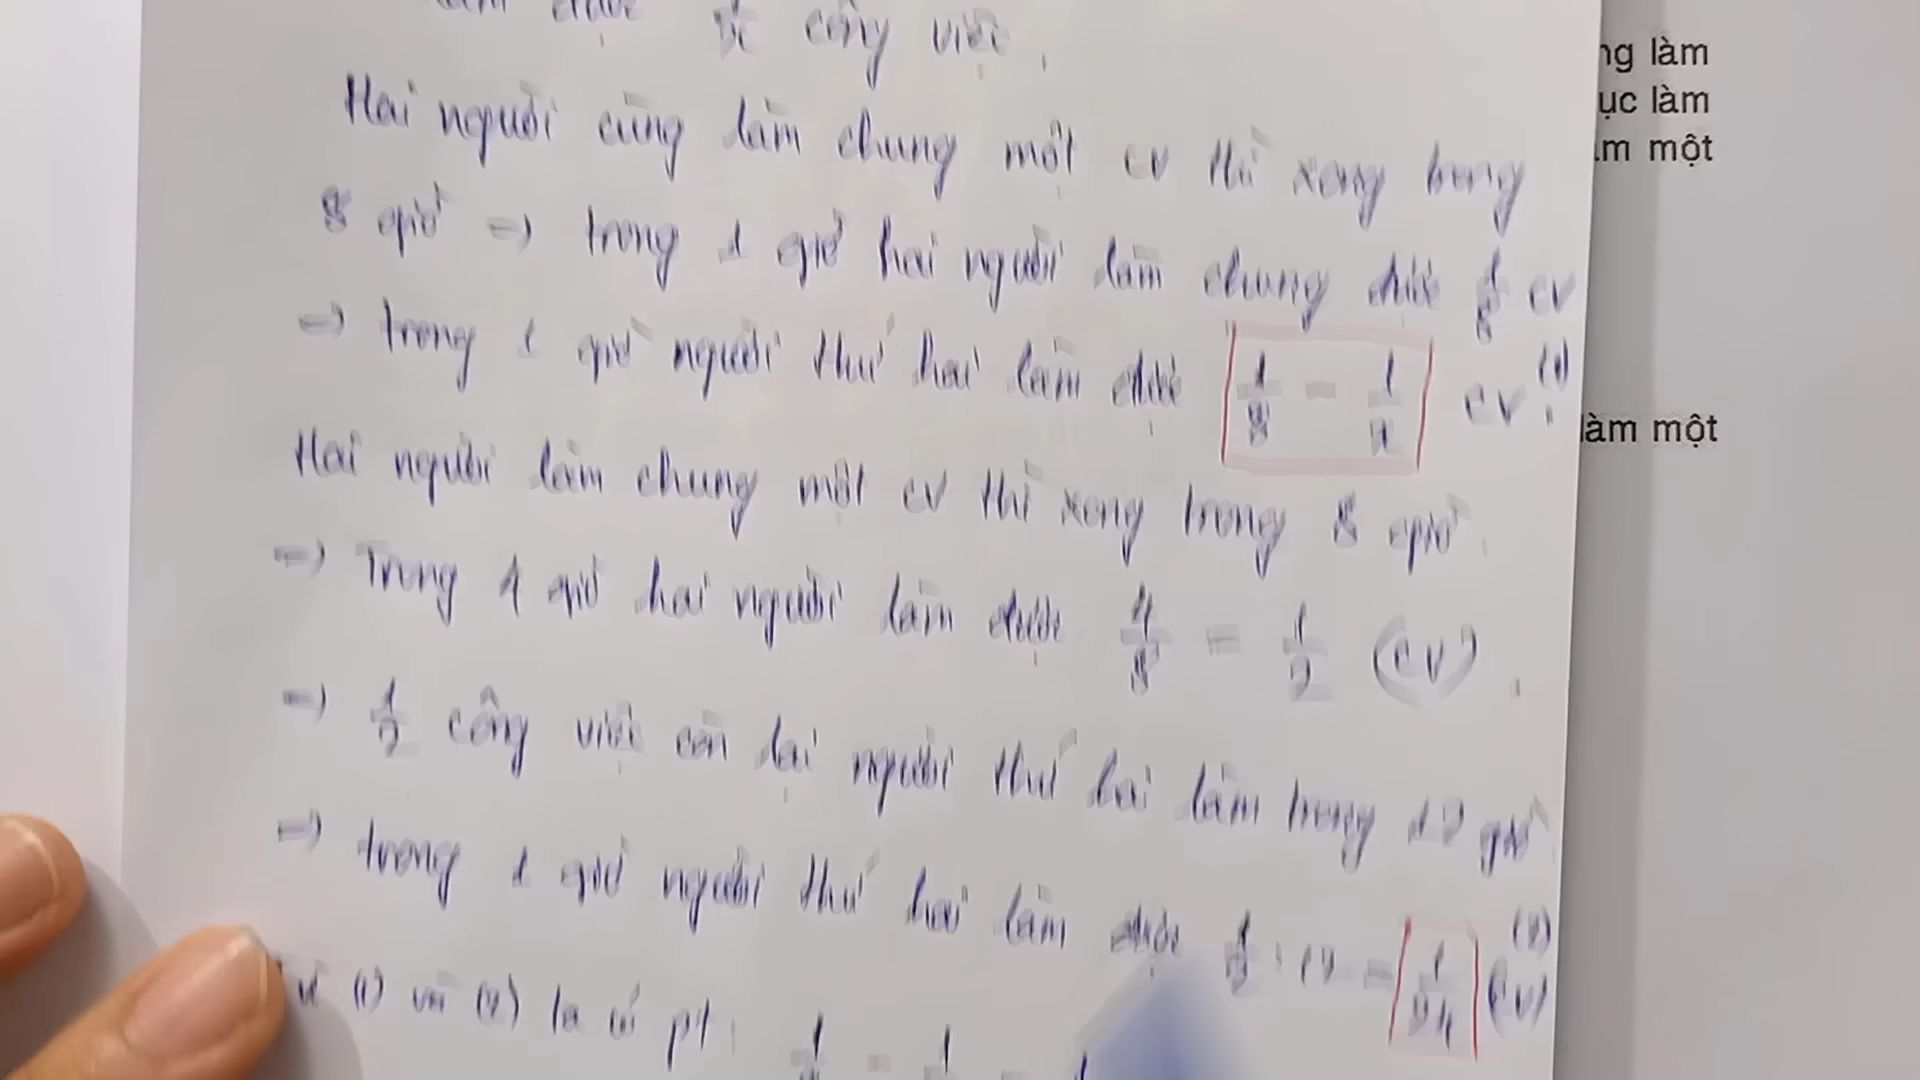 được 1/x công việc.
Hai người cùng làm chung một cv thì xong trong
8 giờ => trong 1 giờ hai người làm chung được 1/8 cv
=> trong 1 giờ người thứ hai làm được 1/8 - 1/x cv. (1)
Hai người làm chung một cv thì xong trong 8 giờ.
=> Trong 4 giờ hai người làm được 4/8 = 1/2 (cv).
=> 1/2 công việc còn lại người thứ hai làm trong 12 giờ
=> trong 1 giờ người thứ hai làm được 1/2 : 12 = 1/24 (cv) (2)
Từ (1) và (2) ta có pt: 1 - 1
ng làm
ục làm
m một
làm một